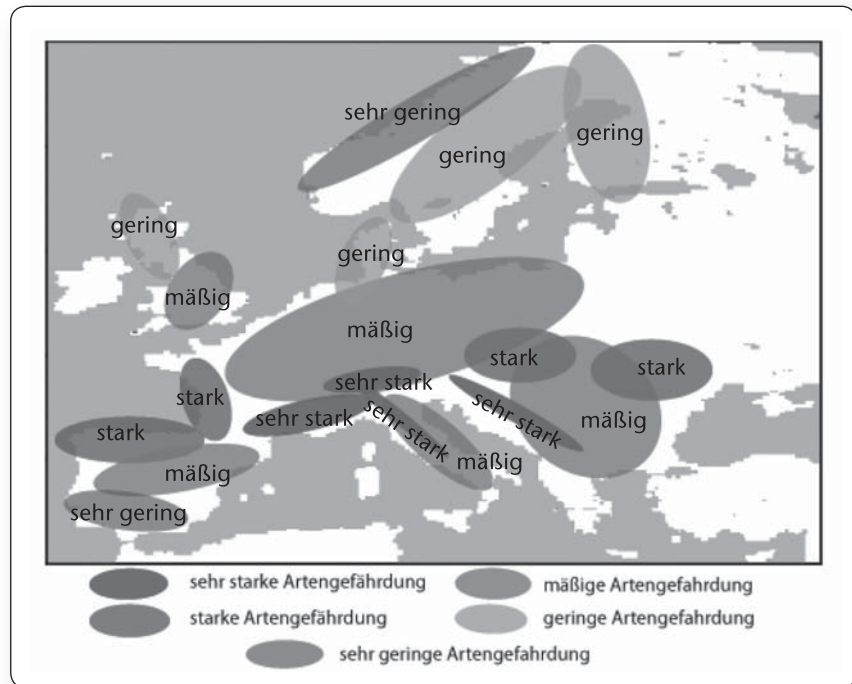 sehr gering
gering
gering
gering
gering
mäßig
mäßig
stark
stark
sehr stark
stark
sehr stark
sehr stark
sehr stark
mäßig
stark
mäßig
mäßig
sehr gering
sehr starke Artengefährdung
mäßige Artengefahrdung
starke Artengefährdung
geringe Artengefahrdung
sehr geringe Artengefahrdung